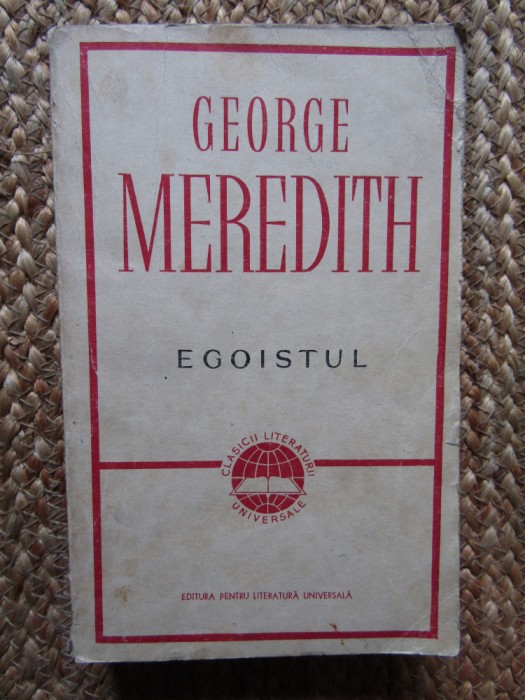 GEORGE
MEREDITH
EGOISTUL
CLASICII LITERATURII
UNIVERSALE
EDITURA PENTRU LITERATURĂ UNIVERSALĂ